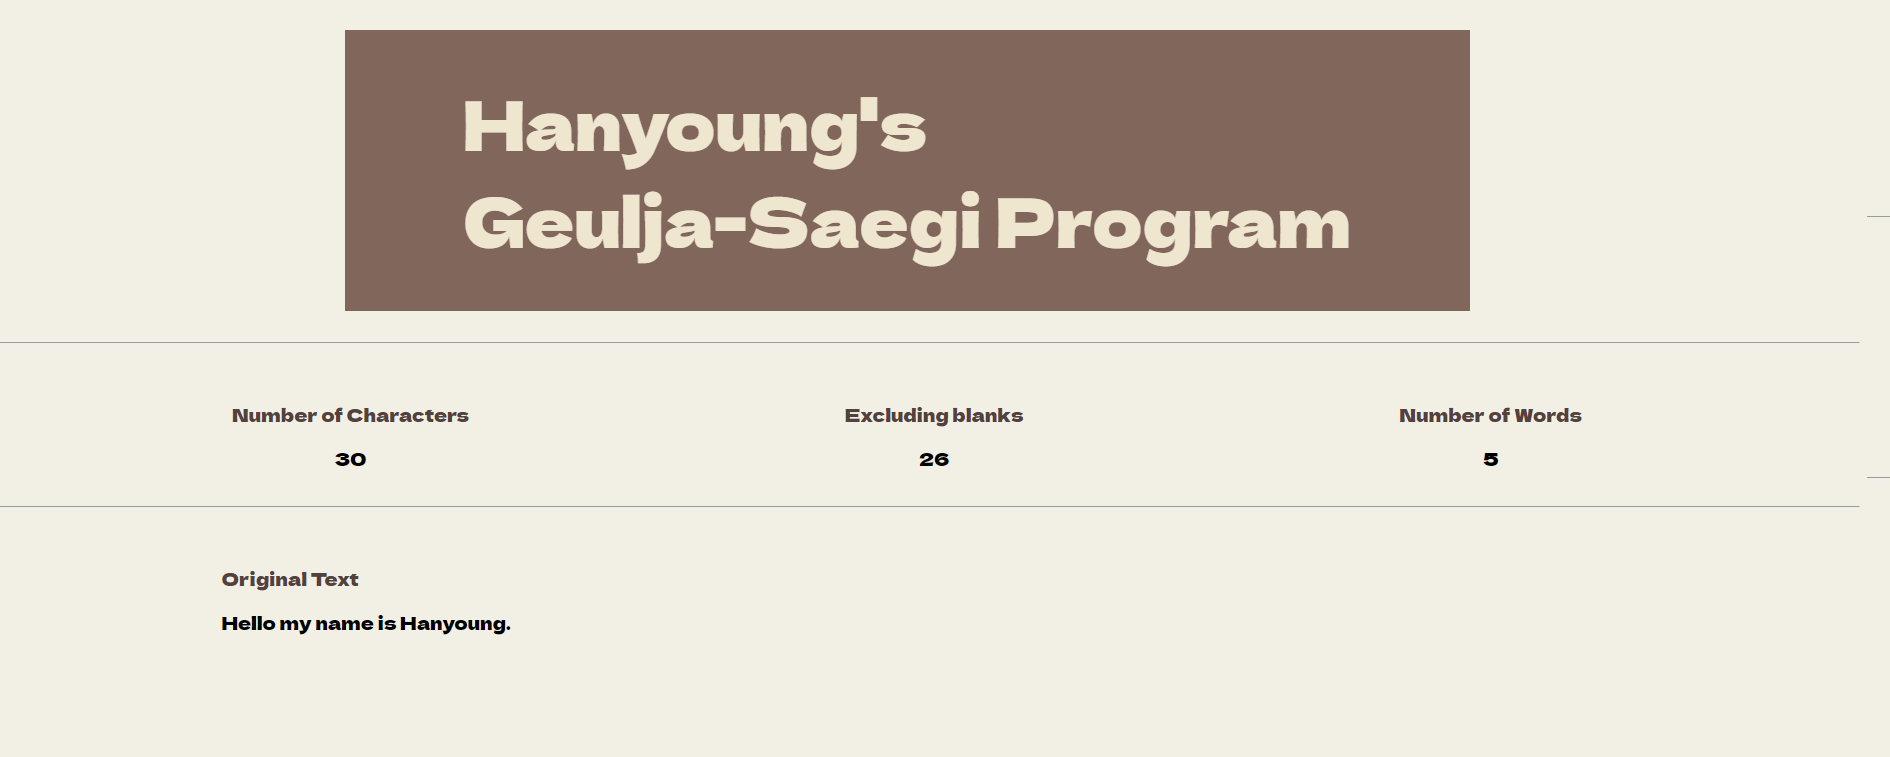 Hanyoung's
Geulja-Saegi Program
Number of Characters Excluding blanks Number of Words
30 26 5
Original Text
Hello my name is Hanyoung.